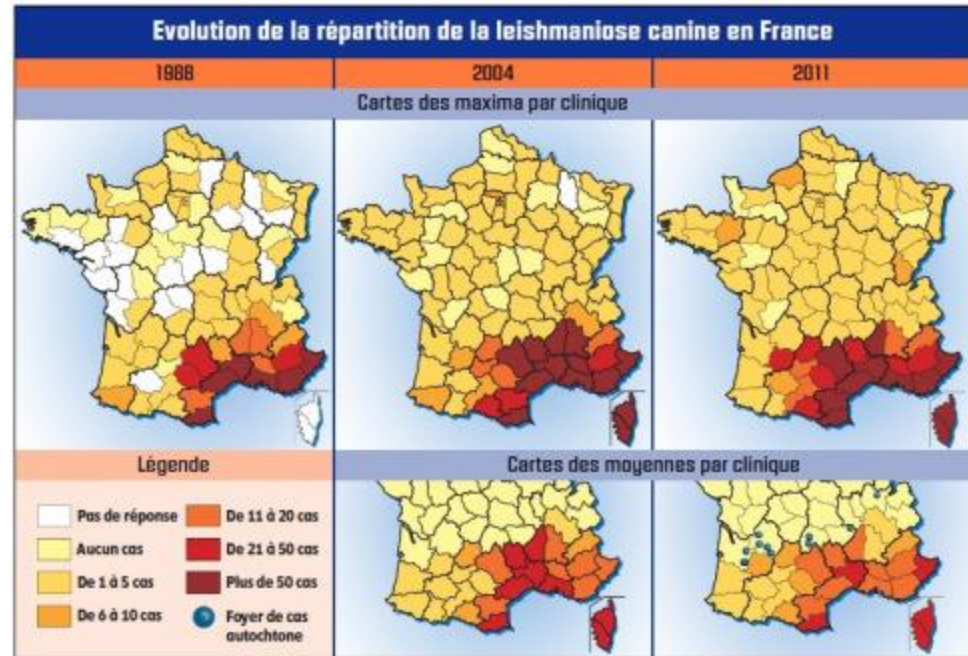 Evolution de la répartition de la leishmaniose canine en France
1988 2004 2011
Cartes des maxima par clinique
Légende Cartes des moyennes par clinique
Pas de réponse De 11 à 20 cas
Aucun cas De 21 à 50 cas
De 1 à 5 cas Plus de 50 cas
De 6 à 10 cas Foyer de cas
autochtone